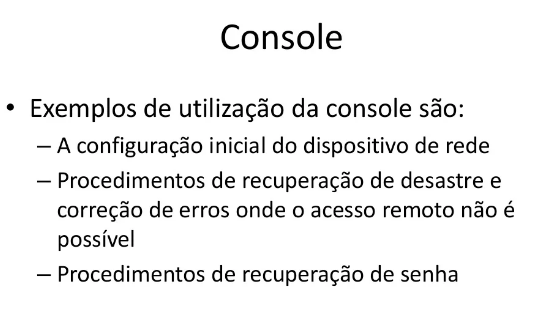 Console
• Exemplos de utilização da console são:
– A configuração inicial do dispositivo de rede
– Procedimentos de recuperação de desastre e
correção de erros onde o acesso remoto não é
possível
– Procedimentos de recuperação de senha